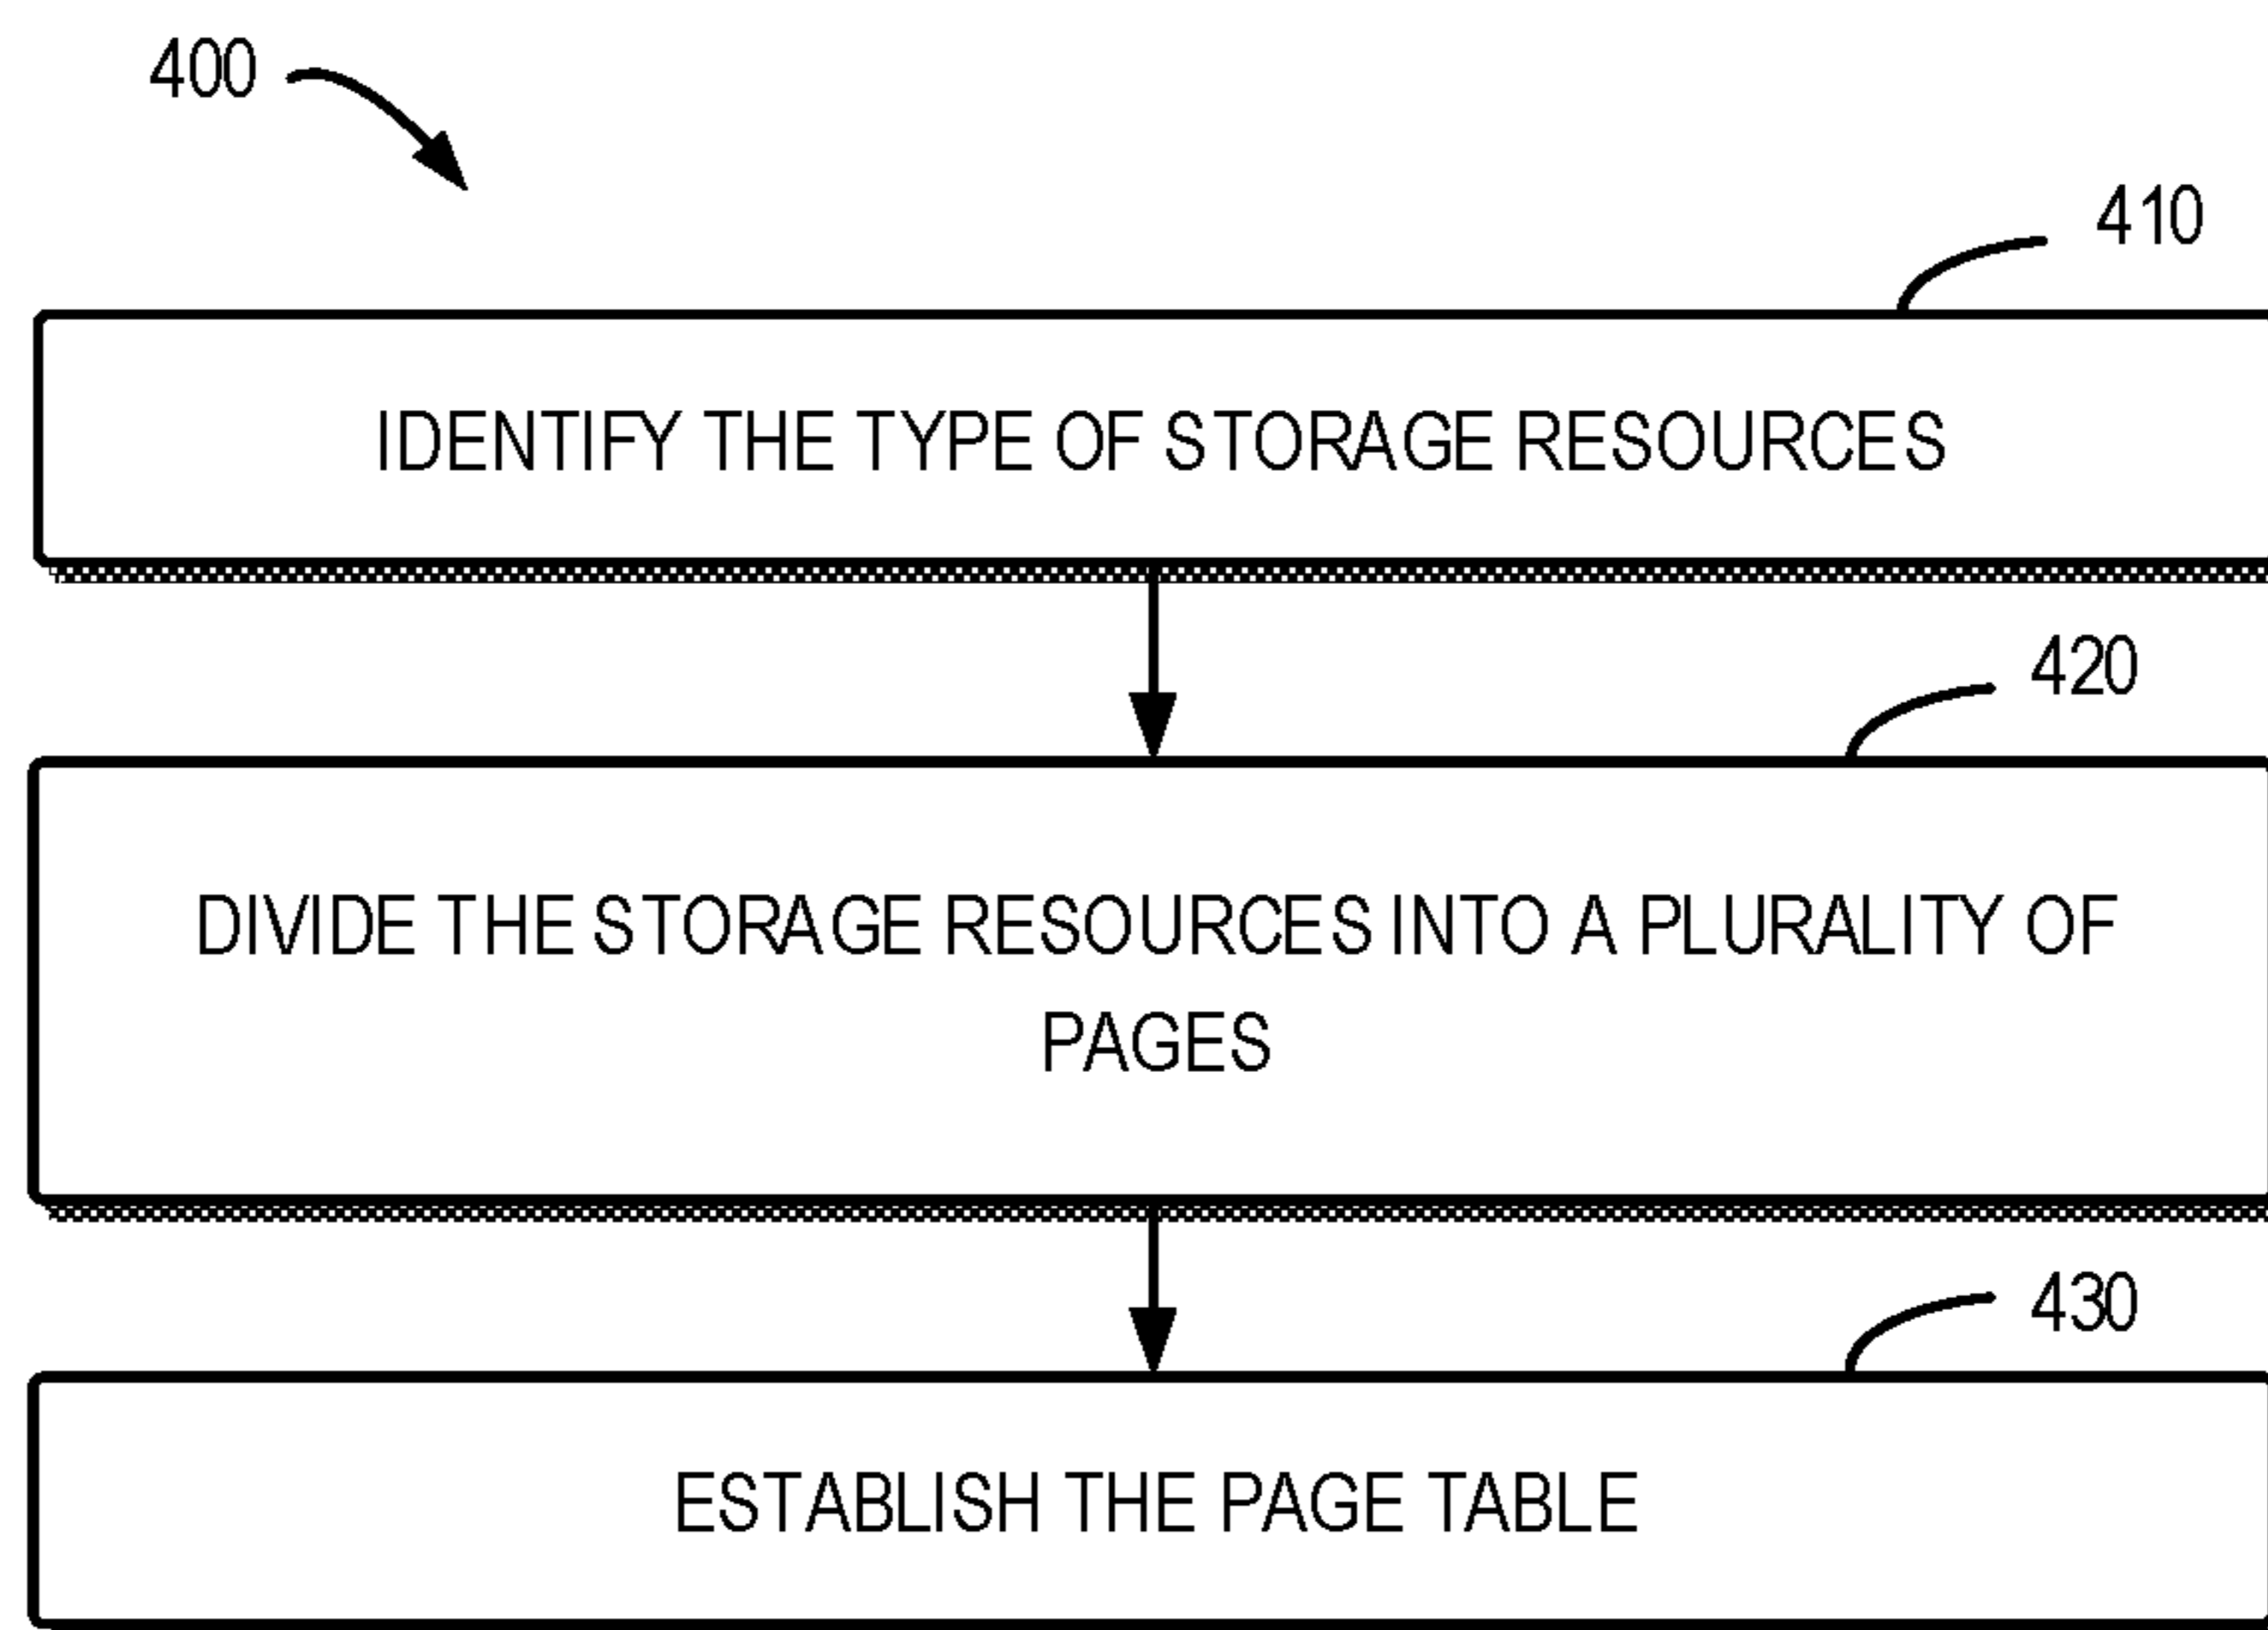 400
410
IDENTIFY THE TYPE OF STORAGE RESOURCES
420
DIVIDE THE STORAGE RESOURCES INTO A PLURALITY OF
PAGES
430
ESTABLISH THE PAGE TABLE